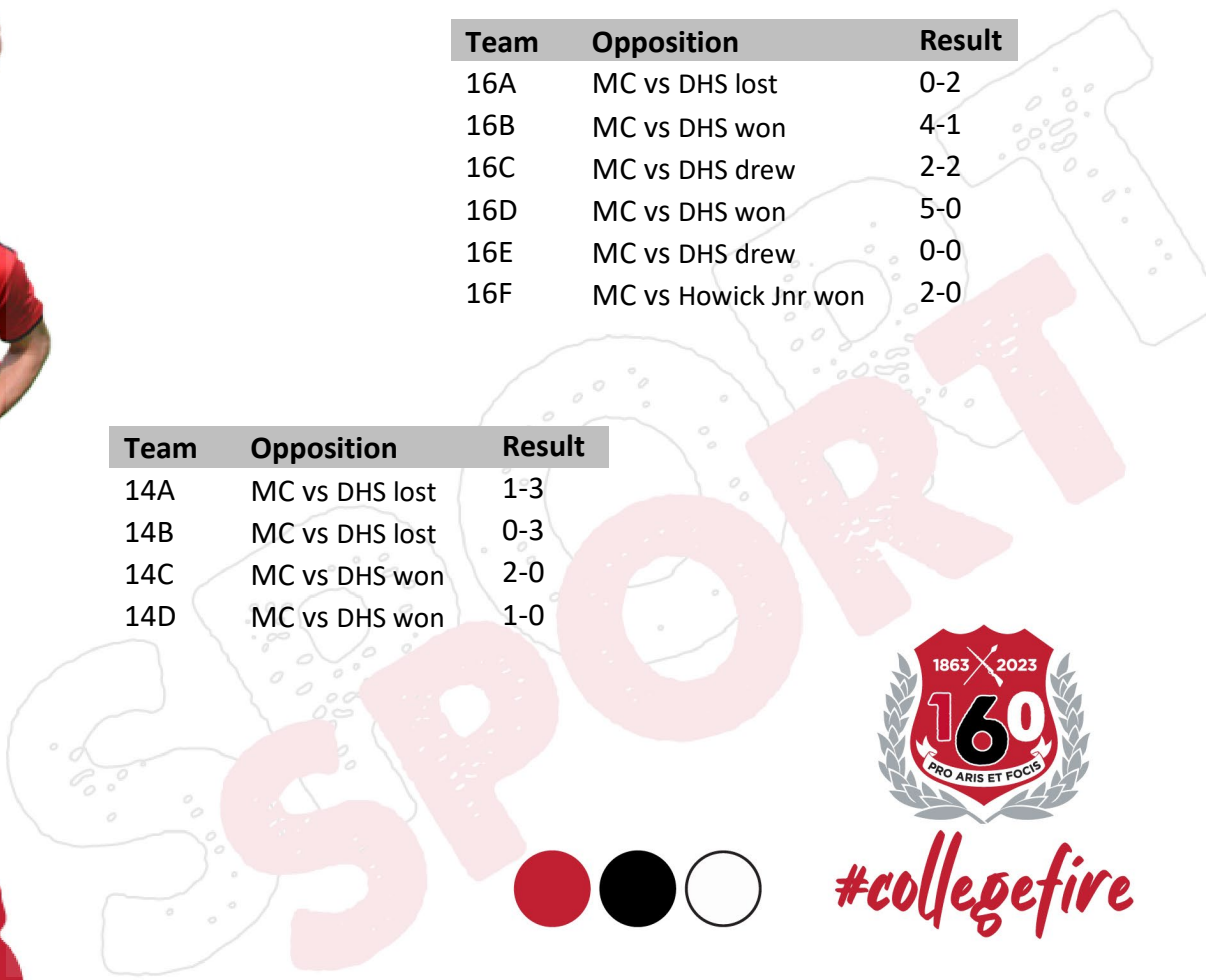 Team Opposition Result
16A MC vs DHS lost 0-2
16B MC vs DHS won 4-1
16C MC vs DHS drew 2-2
16D MC vs DHS won 5-0
16E MC vs DHS drew 0-0
16F MC vs Howick Jnr won 2-0
Team Opposition Result
14A MC vs DHS lost 1-3
14B MC vs DHS lost 0-3
14C MC vs DHS won 2-0
14D MC vs DHS won 1-0
SPORT
SPORT
1863 2023
160
PRO ARIS ET FOCIS
#collegefire